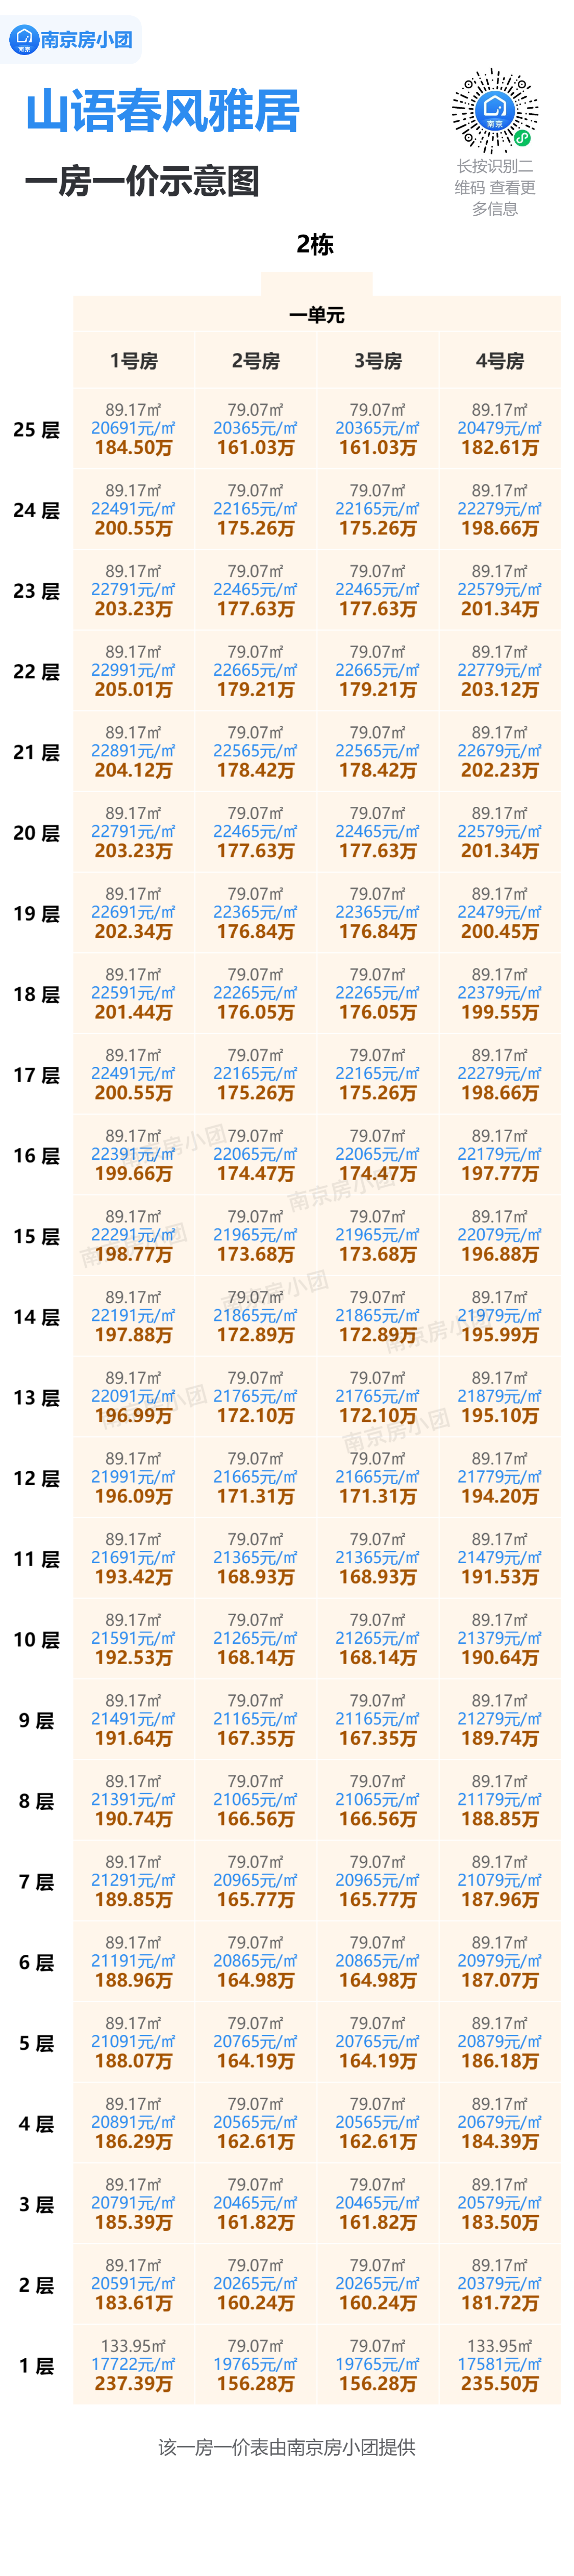 南京房小团
南京
山语春风雅居
一房一价示意图
南京
长按识别二
维码 查看更
多信息
2栋
一单元
1号房 2号房 3号房 4号房
89.17㎡ 79.07㎡ 79.07㎡ 89.17㎡
25 层 20691元/㎡ 20365元/㎡ 20365元/㎡ 20479元/㎡
184.50万 161.03万 161.03万 182.61万
89.17㎡ 79.07㎡ 79.07㎡ 89.17㎡
24 层 22491元/㎡ 22165元/㎡ 22165元/㎡ 22279元/㎡
200.55万 175.26万 175.26万 198.66万
89.17㎡ 79.07㎡ 79.07㎡ 89.17㎡
23 层 22791元/㎡ 22465元/㎡ 22465元/㎡ 22579元/㎡
203.23万 177.63万 177.63万 201.34万
89.17㎡ 79.07㎡ 79.07㎡ 89.17㎡
22 层 22991元/㎡ 22665元/㎡ 22665元/㎡ 22779元/㎡
205.01万 179.21万 179.21万 203.12万
89.17㎡ 79.07㎡ 79.07㎡ 89.17㎡
21 层 22891元/㎡ 22565元/㎡ 22565元/㎡ 22679元/㎡
204.12万 178.42万 178.42万 202.23万
89.17㎡ 79.07㎡ 79.07㎡ 89.17㎡
20 层 22791元/㎡ 22465元/㎡ 22465元/㎡ 22579元/㎡
203.23万 177.63万 177.63万 201.34万
89.17㎡ 79.07㎡ 79.07㎡ 89.17㎡
19 层 22691元/㎡ 22365元/㎡ 22365元/㎡ 22479元/㎡
202.34万 176.84万 176.84万 200.45万
89.17㎡ 79.07㎡ 79.07㎡ 89.17㎡
18 层 22591元/㎡ 22265元/㎡ 22265元/㎡ 22379元/㎡
201.44万 176.05万 176.05万 199.55万
89.17㎡ 79.07㎡ 79.07㎡ 89.17㎡
17 层 22491元/㎡ 22165元/㎡ 22165元/㎡ 22279元/㎡
200.55万 175.26万 175.26万 198.66万
89.17㎡ 79.07㎡ 79.07㎡ 89.17㎡
16 层 22391元/㎡ 22065元/㎡ 22065元/㎡ 22179元/㎡
199.66万 174.47万 174.47万 197.77万
89.17㎡ 79.07㎡ 79.07㎡ 89.17㎡
15 层 22291元/㎡ 21965元/㎡ 21965元/㎡ 22079元/㎡
198.77万 173.68万 173.68万 196.88万
89.17㎡ 79.07㎡ 79.07㎡ 89.17㎡
14 层 22191元/㎡ 21865元/㎡ 21865元/㎡ 21979元/㎡
197.88万 172.89万 172.89万 195.99万
89.17㎡ 79.07㎡ 79.07㎡ 89.17㎡
13 层 22091元/㎡ 21765元/㎡ 21765元/㎡ 21879元/㎡
196.99万 172.10万 172.10万 195.10万
89.17㎡ 79.07㎡ 79.07㎡ 89.17㎡
12 层 21991元/㎡ 21665元/㎡ 21665元/㎡ 21779元/㎡
196.09万 171.31万 171.31万 194.20万
89.17㎡ 79.07㎡ 79.07㎡ 89.17㎡
11 层 21691元/㎡ 21365元/㎡ 21365元/㎡ 21479元/㎡
193.42万 168.93万 168.93万 191.53万
89.17㎡ 79.07㎡ 79.07㎡ 89.17㎡
10 层 21591元/㎡ 21265元/㎡ 21265元/㎡ 21379元/㎡
192.53万 168.14万 168.14万 190.64万
89.17㎡ 79.07㎡ 79.07㎡ 89.17㎡
9 层 21491元/㎡ 21165元/㎡ 21165元/㎡ 21279元/㎡
191.64万 167.35万 167.35万 189.74万
89.17㎡ 79.07㎡ 79.07㎡ 89.17㎡
8 层 21391元/㎡ 21065元/㎡ 21065元/㎡ 21179元/㎡
190.74万 166.56万 166.56万 188.85万
89.17㎡ 79.07㎡ 79.07㎡ 89.17㎡
7 层 21291元/㎡ 20965元/㎡ 20965元/㎡ 21079元/㎡
189.85万 165.77万 165.77万 187.96万
89.17㎡ 79.07㎡ 79.07㎡ 89.17㎡
6 层 21191元/㎡ 20865元/㎡ 20865元/㎡ 20979元/㎡
188.96万 164.98万 164.98万 187.07万
89.17㎡ 79.07㎡ 79.07㎡ 89.17㎡
5 层 21091元/㎡ 20765元/㎡ 20765元/㎡ 20879元/㎡
188.07万 164.19万 164.19万 186.18万
89.17㎡ 79.07㎡ 79.07㎡ 89.17㎡
4 层 20891元/㎡ 20565元/㎡ 20565元/㎡ 20679元/㎡
186.29万 162.61万 162.61万 184.39万
89.17㎡ 79.07㎡ 79.07㎡ 89.17㎡
3 层 20791元/㎡ 20465元/㎡ 20465元/㎡ 20579元/㎡
185.39万 161.82万 161.82万 183.50万
89.17㎡ 79.07㎡ 79.07㎡ 89.17㎡
2 层 20591元/㎡ 20265元/㎡ 20265元/㎡ 20379元/㎡
183.61万 160.24万 160.24万 181.72万
133.95㎡ 79.07㎡ 79.07㎡ 133.95㎡
1 层 17722元/㎡ 19765元/㎡ 19765元/㎡ 17581元/㎡
237.39万 156.28万 156.28万 235.50万
南京房小团
南京房小团
南京房小团
南京房小团
南京房小团
南京房小团
南京房小团
该一房一价表由南京房小团提供